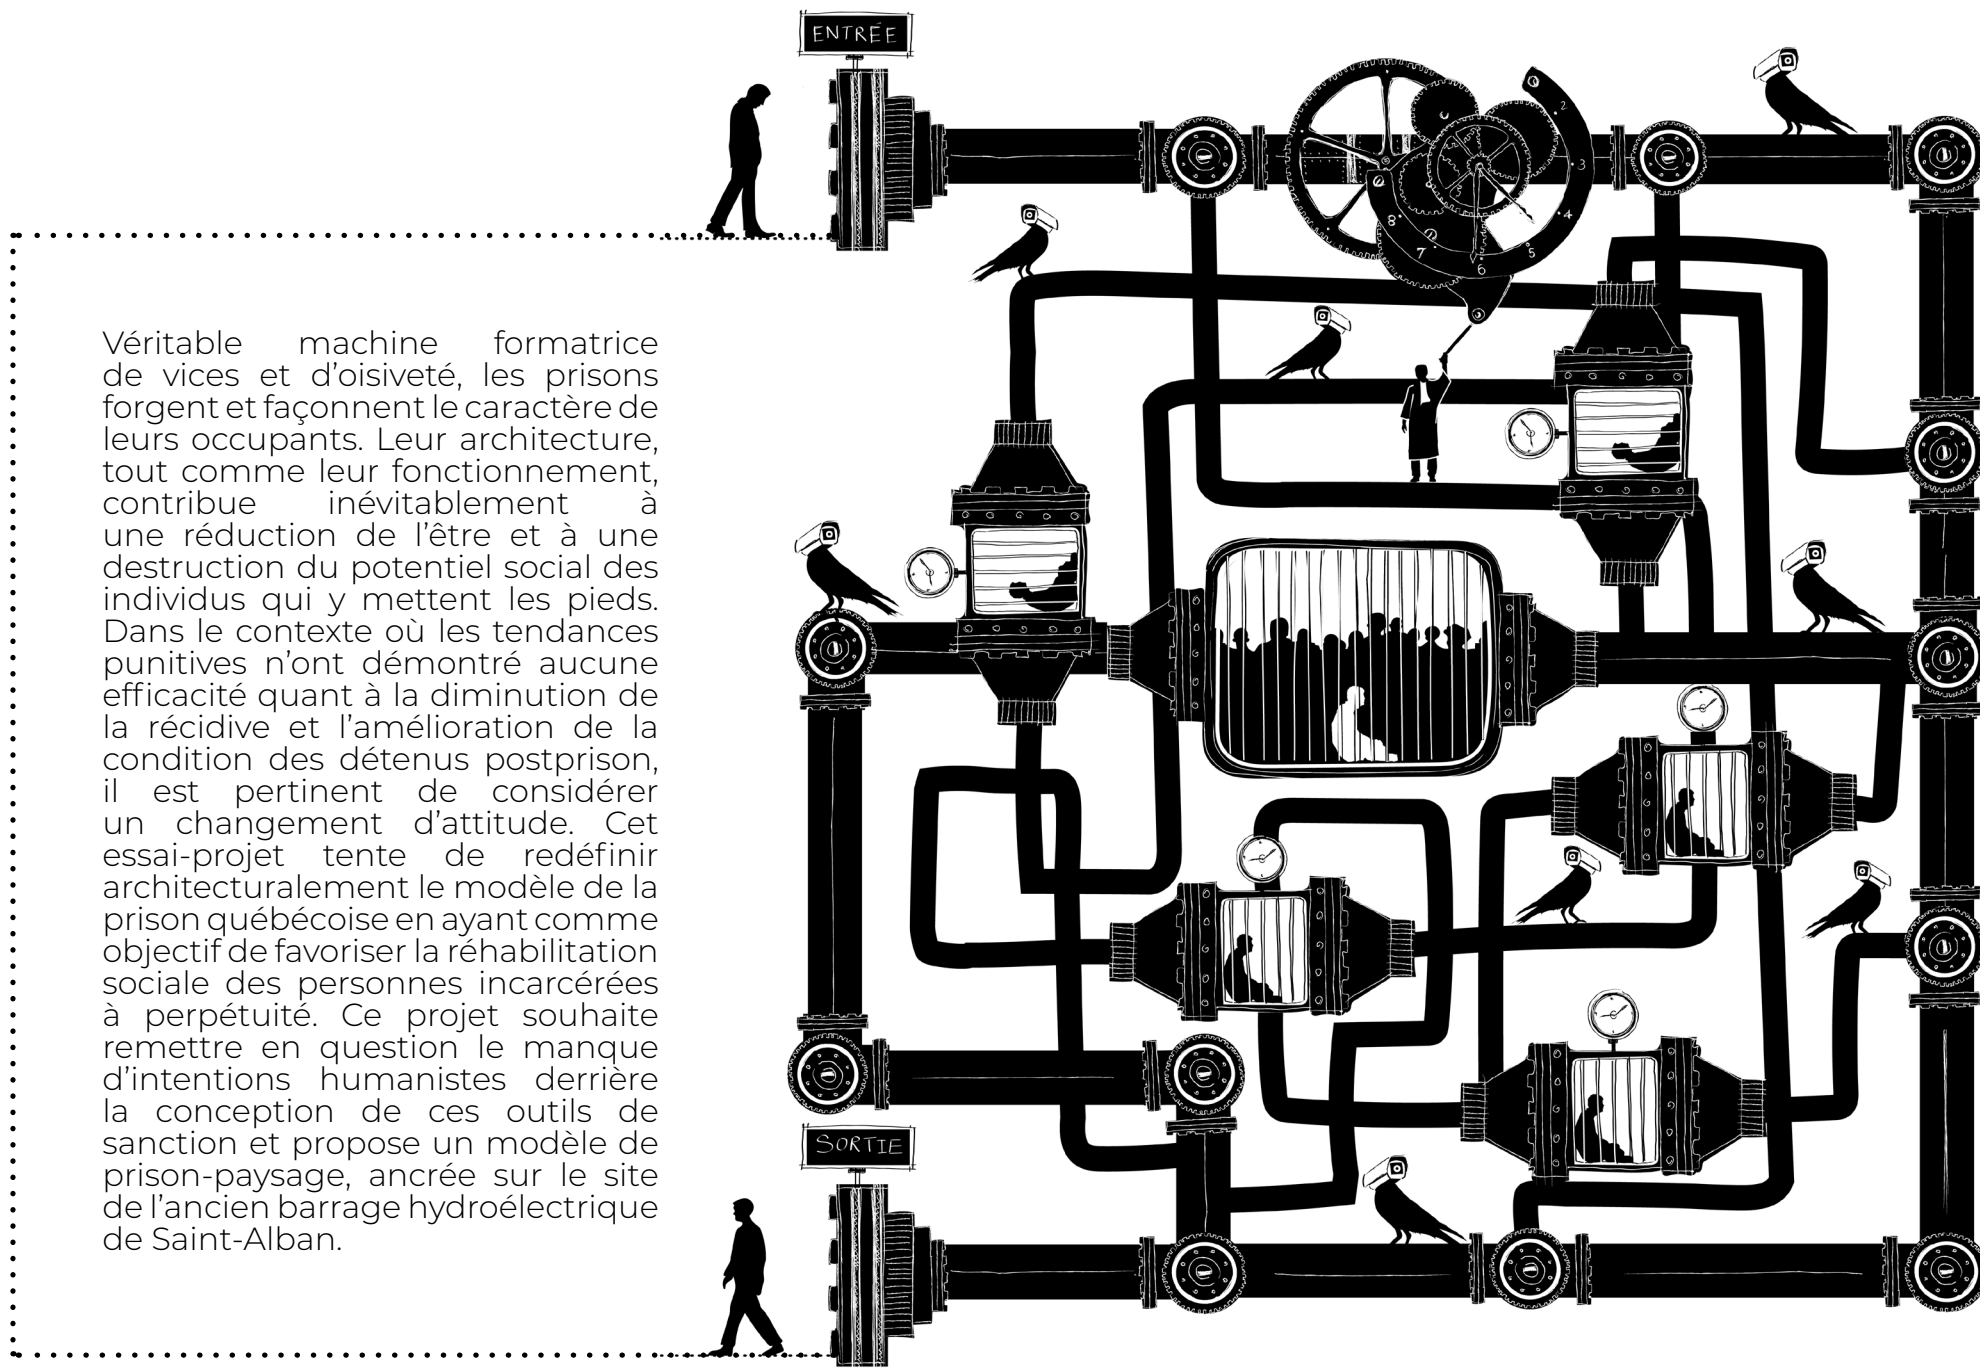 ENTRÉE
2
3
4
5
6
7
8
Véritable machine formatrice
de vices et d'oisiveté, les prisons
forgent et façonnent le caractère de
leurs occupants. Leur architecture,
tout comme leur fonctionnement,
contribue inévitablement à
une réduction de l'être et à une
destruction du potentiel social des
individus qui y mettent les pieds.
Dans le contexte où les tendances
punitives n'ont démontré aucune
efficacité quant à la diminution de
la récidive et l'amélioration de la
condition des détenus postprison,
il est pertinent de considérer
un changement d'attitude. Cet
essai-projet tente de redéfinir
architecturalement le modèle de la
prison québécoise en ayant comme
objectif de favoriser la réhabilitation
sociale des personnes incarcérées
à perpétuité. Ce projet souhaite
remettre en question le manque
d'intentions humanistes derrière
la conception de ces outils de
sanction et propose un modèle de
prison-paysage, ancrée sur le site
de l'ancien barrage hydroélectrique
de Saint-Alban.
SORTIE